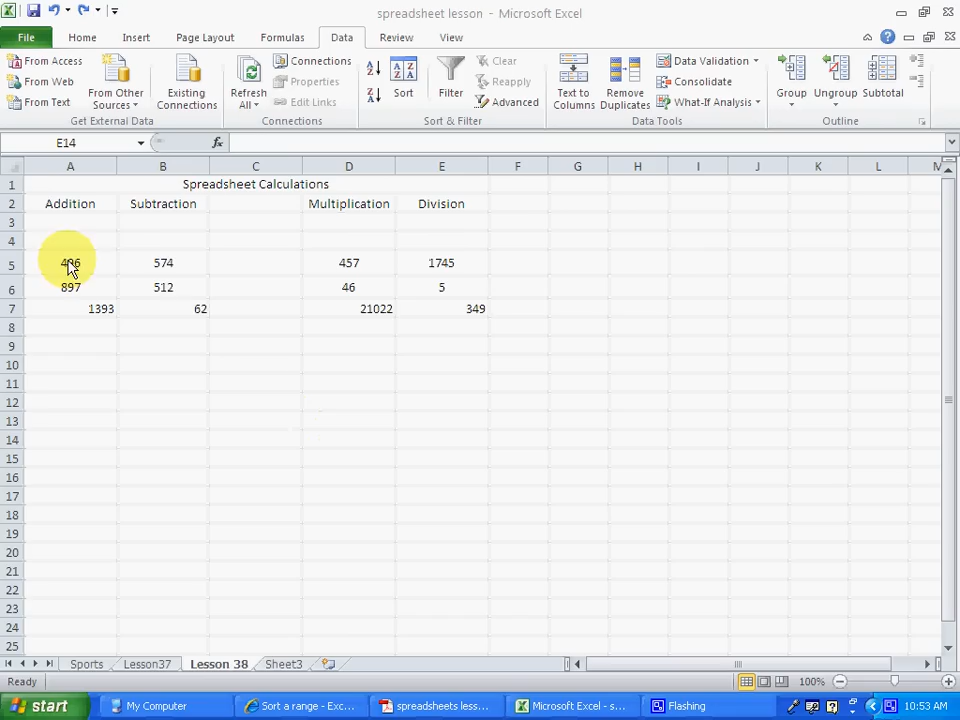 spreadsheet lesson - Microsoft Excel
File Home Insert Page Layout Formulas Data Review View
From Access
From Web
From Text
From Other Sources
Existing Connections
Get External Data
Refresh All
Connections
Properties
Edit Links
Connections
Sort
Filter
Clear
Reapply
Advanced
Sort & Filter
Text to Columns
Remove Duplicates
Data Validation
Consolidate
What-If Analysis
Data Tools
Group
Ungroup
Subtotal
Outline
E14 fx
A B C D E F G H I J K L M
1 Spreadsheet Calculations
2 Addition Subtraction Multiplication Division
3
4
5 496 574 457 1745
6 897 512 46 5
7 1393 62 21022 349
8
9
10
11
12
13
14
15
16
17
18
19
20
21
22
23
24
25
Sports Lesson37 Lesson 38 Sheet3
Ready 100%
start My Computer Sort a range - Exc... spreadsheets less... Microsoft Excel - s... Flashing 10:53 AM